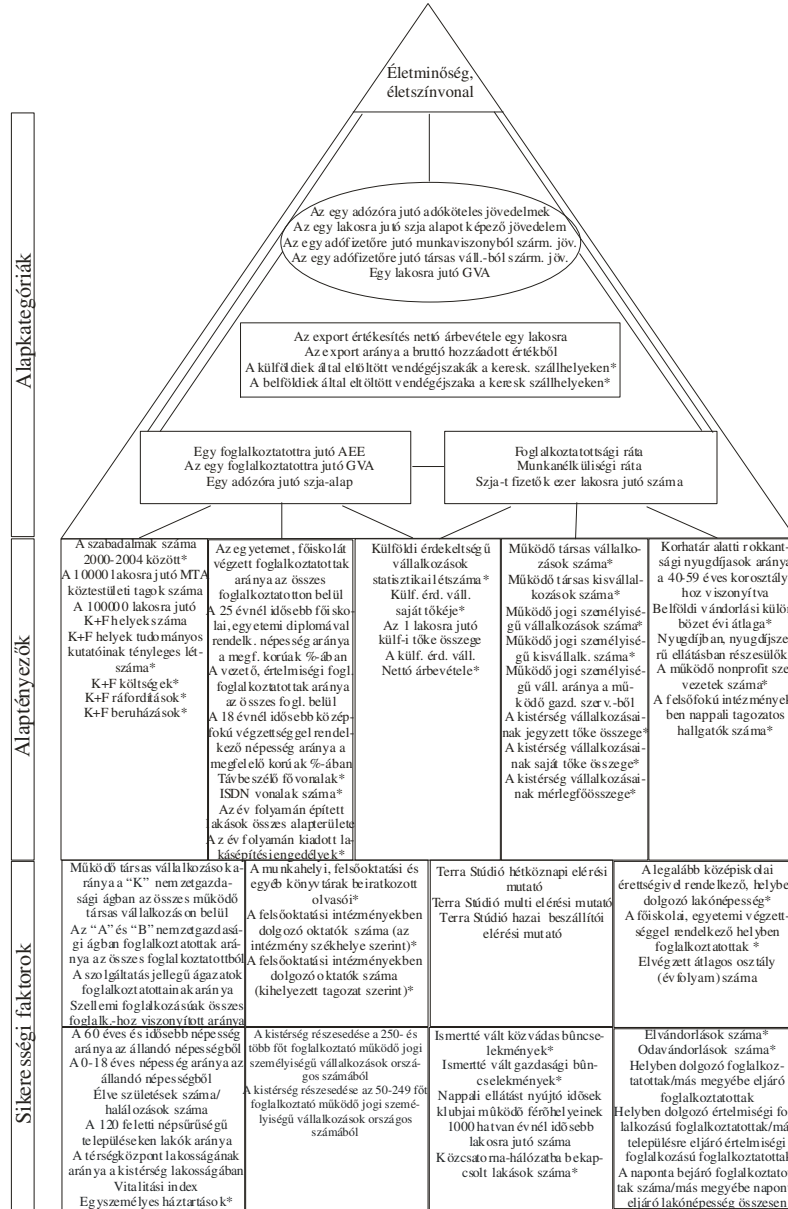 Életminőség,
életszínvonal
Alapkategóriák
Az egy adózóra jutó adóköteles jövedelmek
Az egy lakosra jutó szja alapot képező jövedelem
Az egy adófizetőre jutó munkaviszonyból szárm. jöv.
Az egy adófizetőre jutó társas váll.-ból szárm. jöv.
Egy lakosra jutó GVA
Az export értékesítés nettó árbevétele egy lakosra
Az export aránya a bruttó hozzáadott értékből
A külföldiek által eltöltött vendégéjszakák a keresk. szállhelyeken*
A belföldiek által eltöltött vendégéjszaka a keresk szállhelyeken*
Egy foglalkoztatottra jutó AEE
Az egy foglalkoztatottra jutó GVA
Egy adózóra jutó szja-alap
Foglalkoztatottsági ráta
Munkanélküliségi ráta
Szja-t fizetők ezer lakosra jutó száma
Alaptényezők
A szabadalmak száma
2000-2004 között*
A 10000 lakosra jutó MTA
köztestületi tagok száma
A 100000 lakosra jutó
K+F helyek száma
K+F helyek tudományos
kutatóinak tényleges lét-
száma*
K+F költségek*
K+F ráfordítások*
K+F beruházások*
Az egyetemet, főiskolát
végzett foglalkoztatottak
aránya az összes
foglalkoztatotton belül
A 25 évnél idősebb főisko-
lai, egyetemi diplomával
rendelk. népesség aránya
a megf. korúak %-ában
A vezető, értelmiségi fogl.
foglalkoztatottak aránya
az összes fogl. belül
A 18 évnél idősebb közép-
fokú végzettséggel rendel-
kező népesség aránya a
megfelelő korúak %-ában
Távbeszélő fővonalak*
ISDN vonalak száma*
Az év folyamán épített
lakások összes alapterülete
Az év folyamán kiadott la-
kásépítési engedélyek*
Külföldi érdekeltségű
vállalkozások
statisztikai létszáma*
Külf. érd. váll.
saját tőkéje*
Az 1 lakosra jutó
külf-i tőke összege
A külf. érd. váll.
Nettó árbevétele*
Működő társas vállalko-
zások száma*
Működő társas kisvállal-
kozások száma*
Működő jogi személyisé-
gű vállalkozások száma*
Működő jogi személyisé-
gű kisvállalk. száma*
Működő jogi személyisé-
gű váll. aránya a mű-
ködő gazd. szerv.-ből
A kistérség vállalkozásai-
nak jegyzett tőke összege*
A kistérség vállalkozásai-
nak saját tőke összege*
A kistérség vállalkozásai-
nak mérlegfőösszege*
Korhatár alatti rokkant-
sági nyugdíjasok aránya
a 40-59 éves korosztály
hoz viszonyítva
Belföldi vándorlási külön
bözet évi átlaga*
Nyugdíjban, nyugdíjsze
rű ellátásban részesülők
A működő nonprofit sze
vezetek száma*
A felsőfokú intézmények
ben nappali tagozatos
hallgatók száma*
Sikerességi faktorok
Működő társas vállalkozások a-
ránya a "K" nemzetgazda-
sági ágban az összes működő
társas vállalkozáson belül
Az "A" és "B" nemzetgazdasá-
gi ágban foglalkoztatottak ará-
nya az összes foglalkoztatottból
A szolgáltatás jellegű ágazatok
foglalkoztatottainak aránya
Szellemi foglalkozásúak összes
foglalk.-hoz viszonyított aránya
A munkahelyi, felsőoktatási és
egyéb könyvtárak beiratkozott
olvasói*
A felsőoktatási intézményekben
dolgozó oktatók száma (az
intézmény székhelye szerint)*
A felsőoktatási intézményekben
dolgozó oktatók száma
(kihelyezett tagozat szerint)*
Terra Stúdió hétköznapi elérési
mutató
Terra Stúdió multi elérési mutató
Terra Stúdió hazai beszállítói
elérési mutató
A legalább középiskolai
érettségivel rendelkező, helybe
dolgozó lakónépesség*
A főiskolai, egyetemi végzett-
séggel rendelkező helyben
foglalkoztatottak *
Elvégzett átlagos osztály
(évfolyam) száma
A 60 éves és idősebb népesség
aránya az állandó népességből
A 0-18 éves népesség aránya az
állandó népességből
Élve születések száma/
halálozások száma
A 120 feletti népsűrűségű
településeken lakók aránya
A térségközpont lakosságának
aránya a kistérség lakosságában
Vitalitási index
Egyszemélyes háztartások*
A kistérség részesedése a 250- és
több főt foglalkoztató működő jogi
személyiségű vállalkozások orszá-
gos számából
A kistérség részesedése az 50-249 főt
foglalkoztató működő jogi szemé-
lyiségű vállalkozások országos
számából
Ismertté vált közvádas bûncse-
lekmények*
Ismertté vált gazdasági bûn-
cselekmények*
Nappali ellátást nyújtó idősek
klubjai működő férőhelyeinek
1000 hatvan évnél idősebb
lakosra jutó száma
Közcsatorna-hálózatba bekap-
csolt lakások száma*
Elvándorlások száma*
Odavándorlások száma*
Helyben dolgozó foglalkoz-
tatottak/más megyébe eljáró
foglalkoztatottak
Helyben dolgozó értelmiségi fo
lalkozású foglalkoztatottak/má
településre eljáró értelmiségi
foglalkozású foglalkoztatottak
A naponta bejáró foglalkoztato
tak száma/más megyébe napon
eljáró lakónépesség összesen